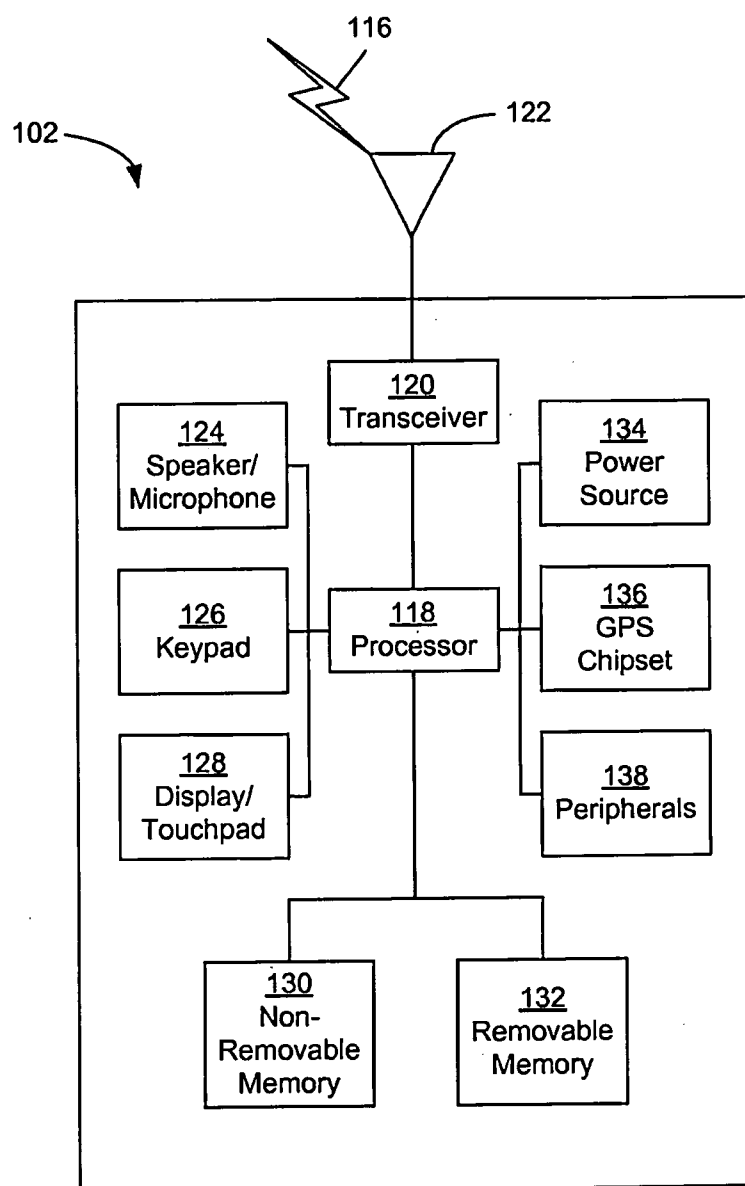 116
122
102
120
Transceiver
124
Speaker/
Microphone
134
Power
Source
126
Keypad
118
Processor
136
GPS
Chipset
128
Display/
Touchpad
138
Peripherals
130
Non-
Removable
Memory
132
Removable
Memory